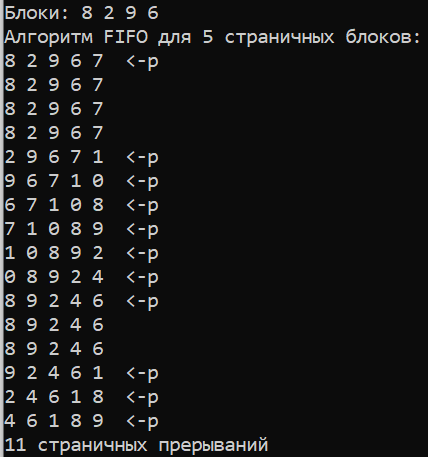 Блоки: 8 2 9 6
Алгоритм FIFO для 5 страничных блоков:
8 2 9 6 7  <-p
8 2 9 6 7
8 2 9 6 7
8 2 9 6 7
2 9 6 7 1  <-p
9 6 7 1 0  <-p
6 7 1 0 8  <-p
7 1 0 8 9  <-p
1 0 8 9 2  <-p
0 8 9 2 4  <-p
8 9 2 4 6  <-p
8 9 2 4 6
8 9 2 4 6
9 2 4 6 1  <-p
2 4 6 1 8  <-p
4 6 1 8 9  <-p
11 страничных прерываний